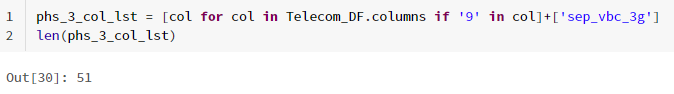 1 phs_3_col_lst = [col for col in Telecom_DF.columns if '9' in col]+['sep_vbc_3g']
2 len(phs_3_col_lst)
Out[30]: 51